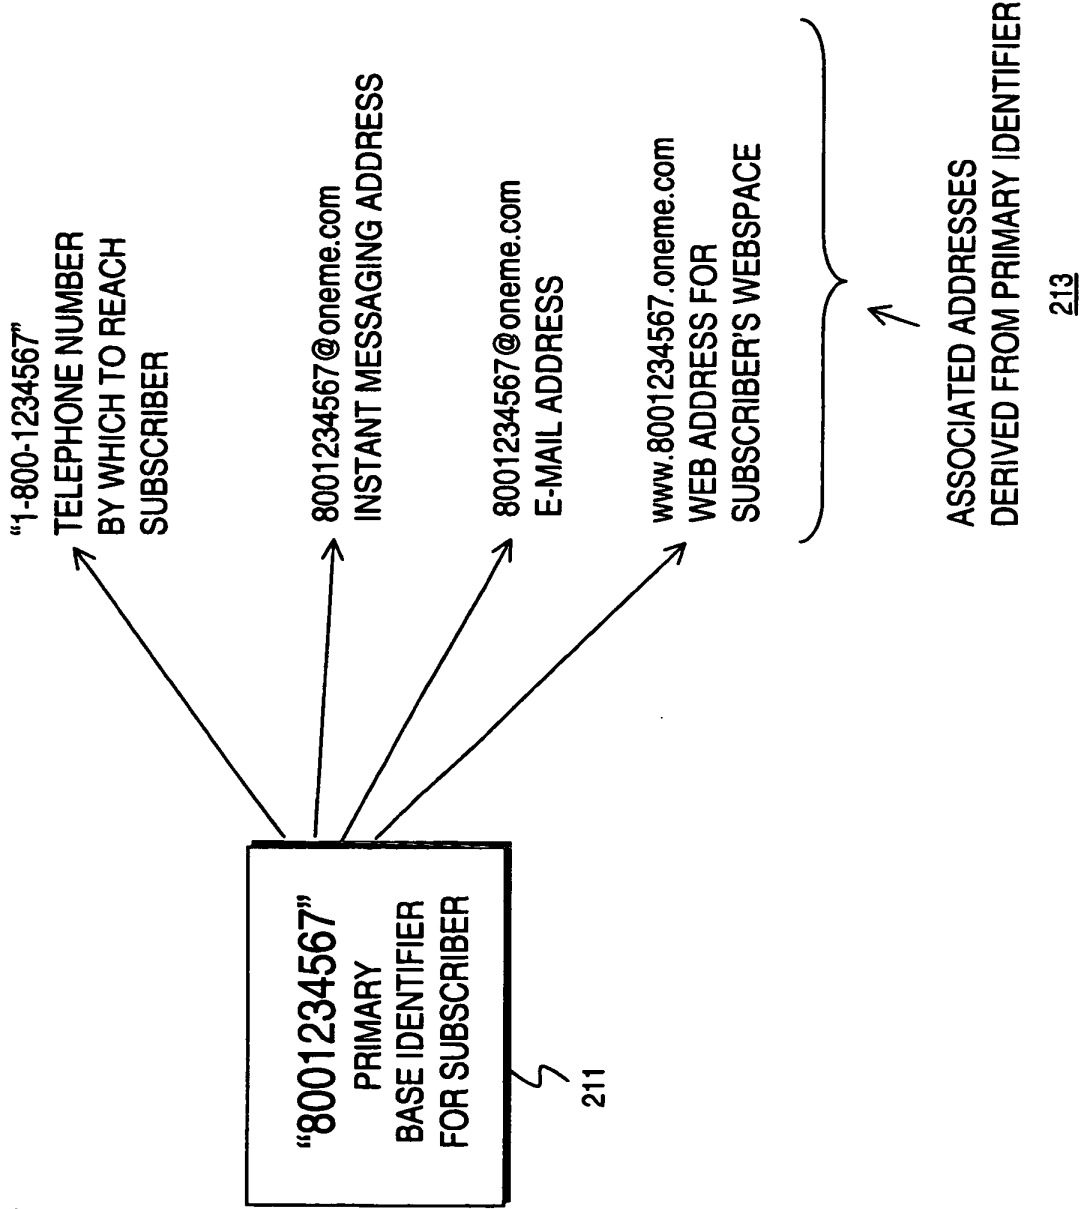 "8001234567"
PRIMARY
BASE IDENTIFIER
FOR SUBSCRIBER
211
"1-800-1234567"
TELEPHONE NUMBER
BY WHICH TO REACH
SUBSCRIBER
8001234567@oneme.com
INSTANT MESSAGING ADDRESS
8001234567@oneme.com
E-MAIL ADDRESS
www.8001234567.oneme.com
WEB ADDRESS FOR
SUBSCRIBER'S WEBSPACE
ASSOCIATED ADDRESSES
DERIVED FROM PRIMARY IDENTIFIER
213